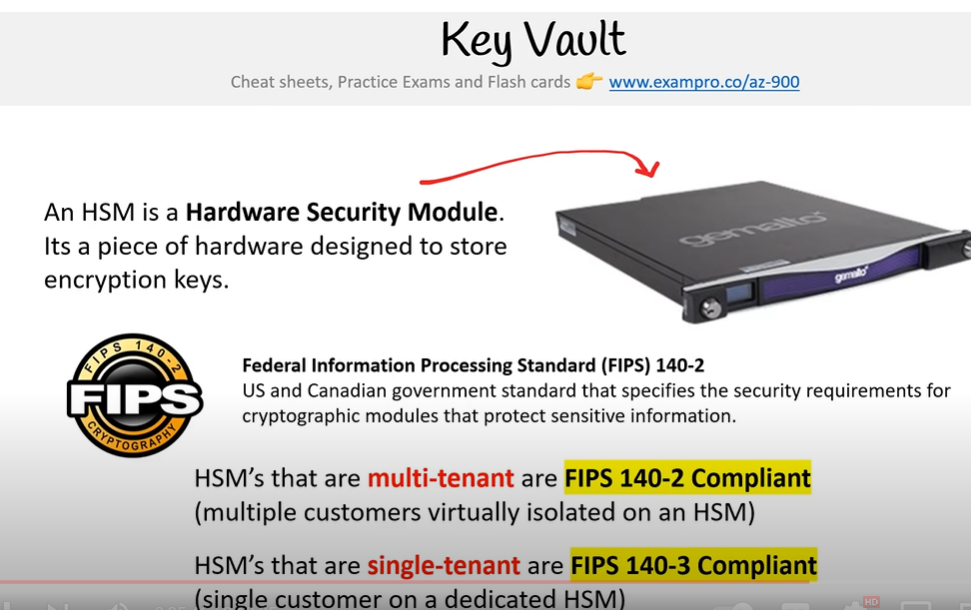 Key Vault
Cheat sheets, Practice Exams and Flash cards 👉 www.exampro.co/az-900
An HSM is a Hardware Security Module.
Its a piece of hardware designed to store
encryption keys.
gemalto
gemalto
FIPS 140-2
FIPS
CRYPTOGRAPHY
Federal Information Processing Standard (FIPS) 140-2
US and Canadian government standard that specifies the security requirements for
cryptographic modules that protect sensitive information.
HSM's that are multi-tenant are FIPS 140-2 Compliant
(multiple customers virtually isolated on an HSM)
HSM's that are single-tenant are FIPS 140-3 Compliant
(single customer on a dedicated HSM)
HD